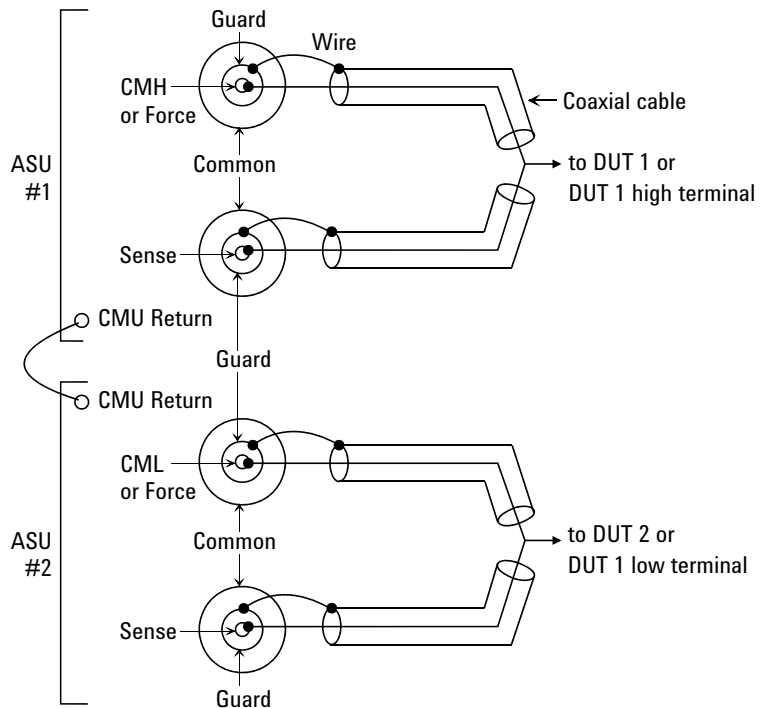 Guard
Wire
CMH
or Force
Coaxial cable
ASU
#1
Common
to DUT 1 or
DUT 1 high terminal
Sense
CMU Return
Guard
CMU Return
CML
or Force
ASU
#2
Common
to DUT 2 or
DUT 1 low terminal
Sense
Guard